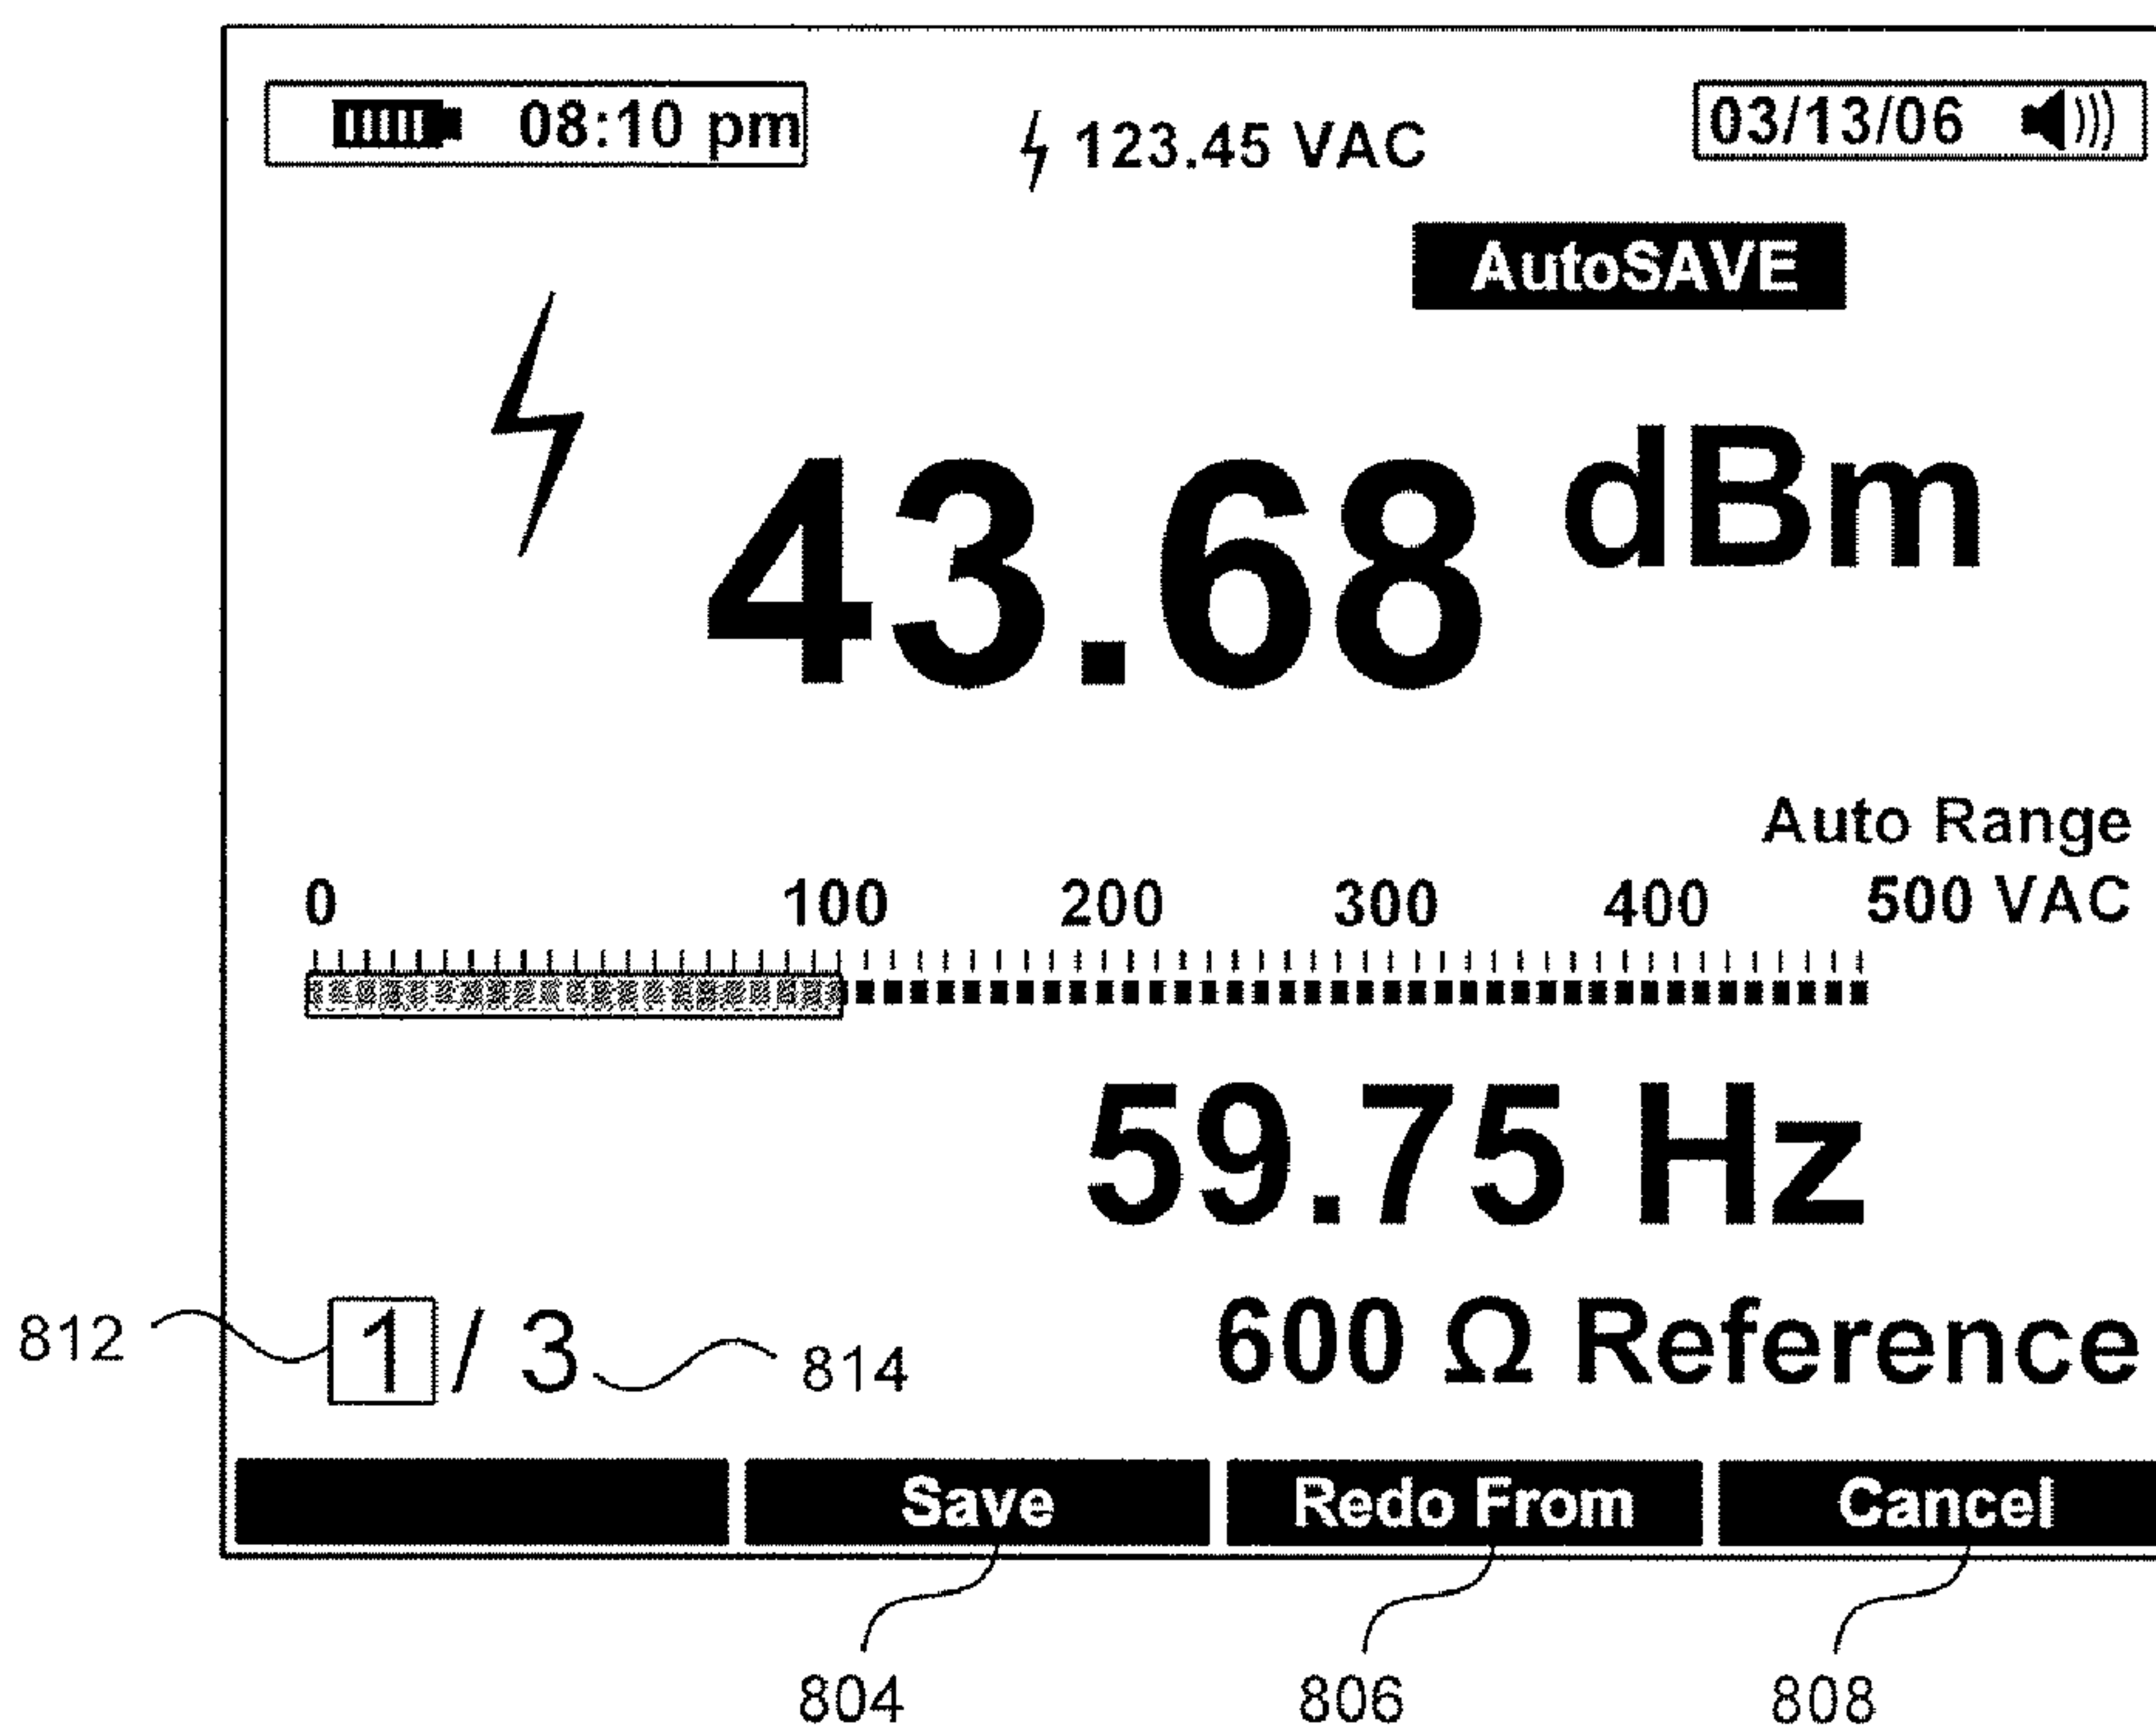 08:10 pm
123.45 VAC
03/13/06
AutoSAVE
43.68 dBm
Auto Range
0 100 200 300 400 500 VAC
59.75 Hz
812 1 / 3 814 600 Ω Reference
Save Redo From Cancel
804 806 808